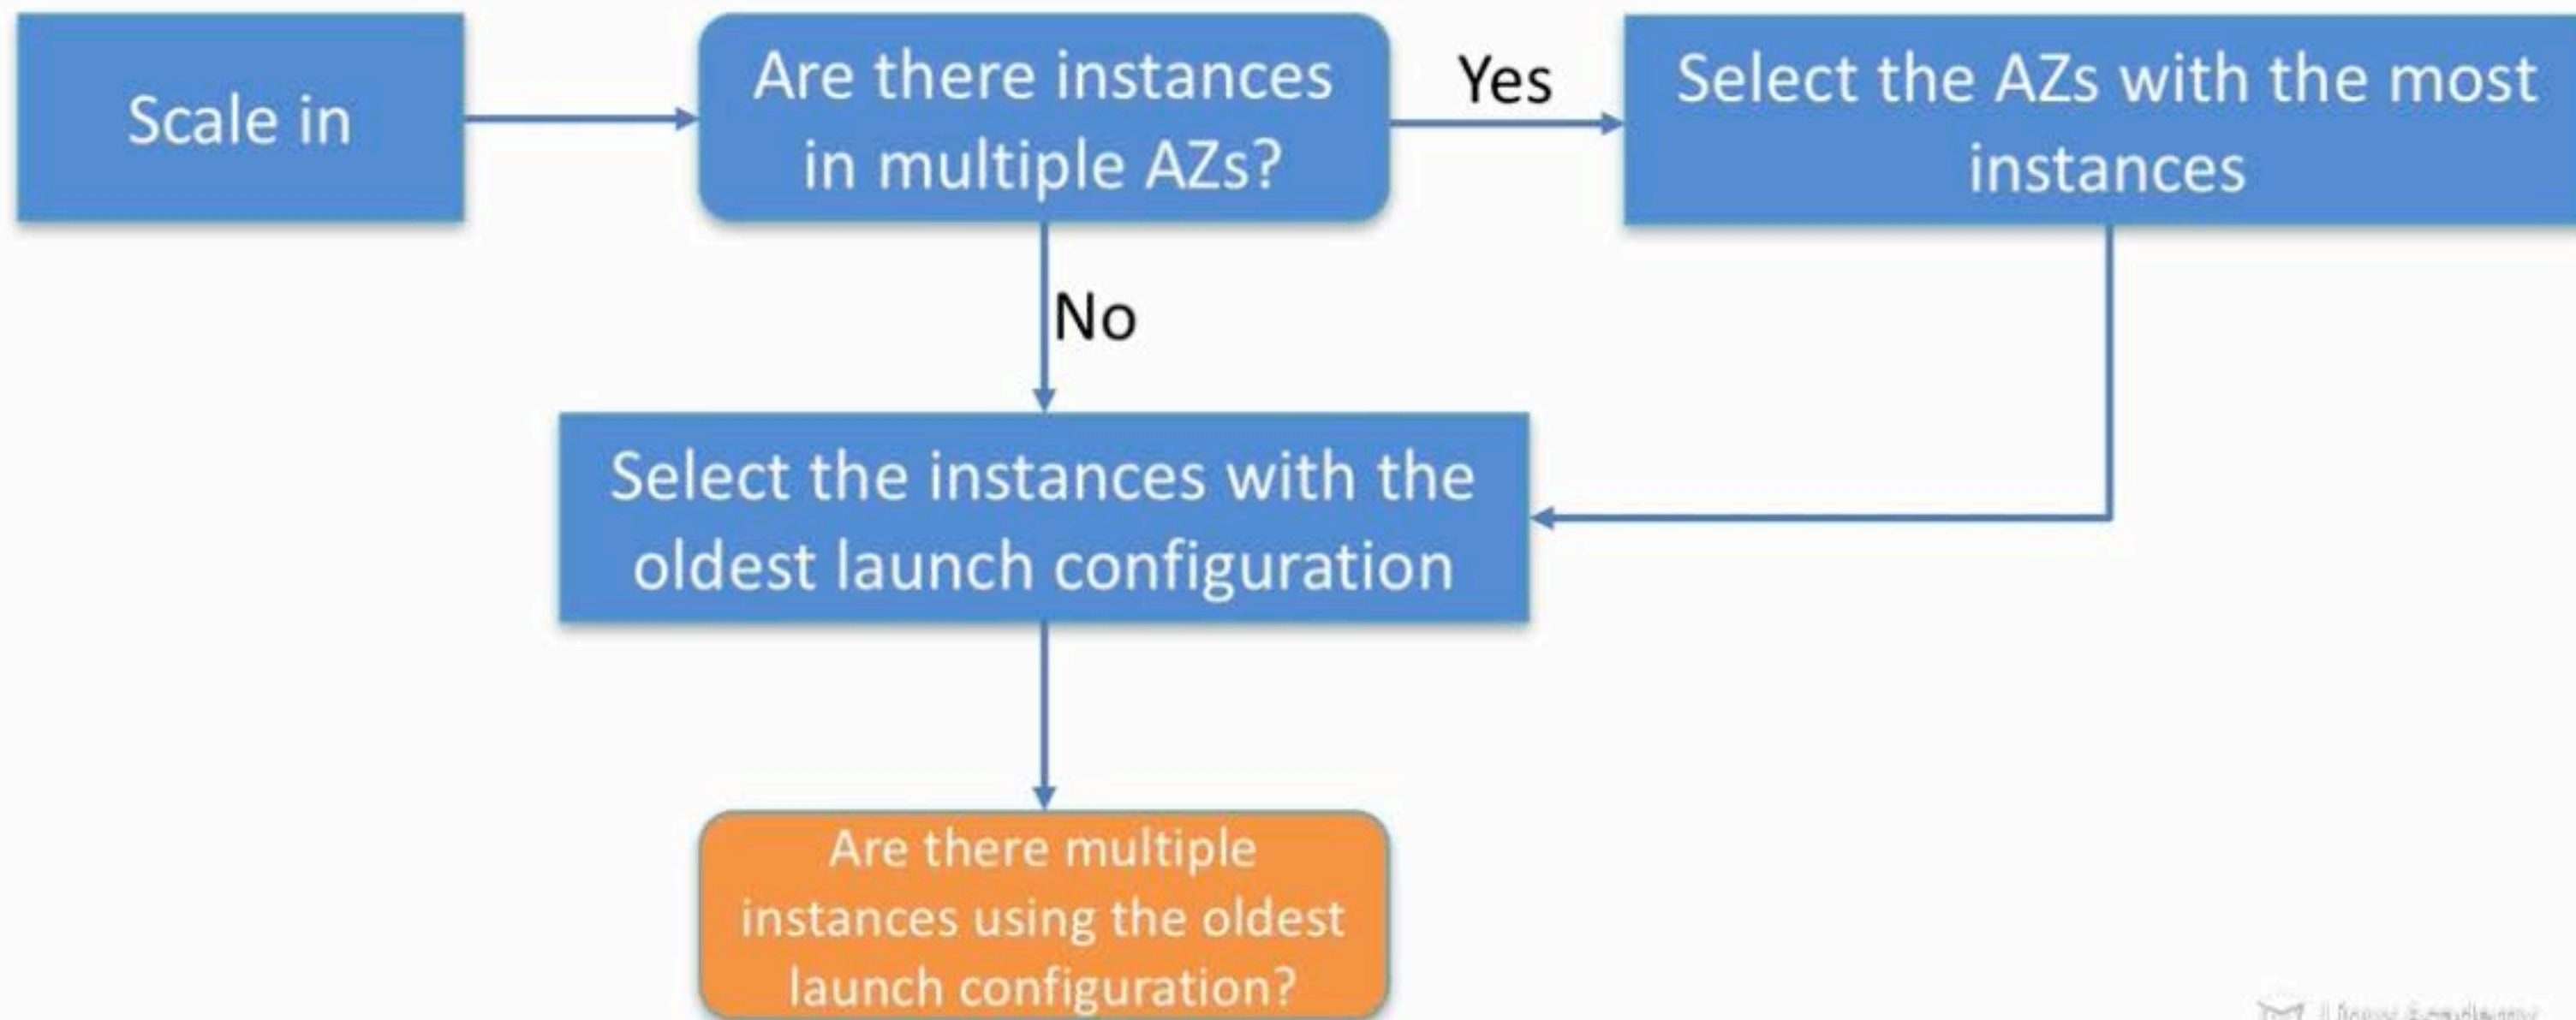 Scale in
Are there instances
in multiple AZs?
Yes
Select the AZs with the most
instances
No
Select the instances with the
oldest launch configuration
Are there multiple
instances using the oldest
launch configuration?